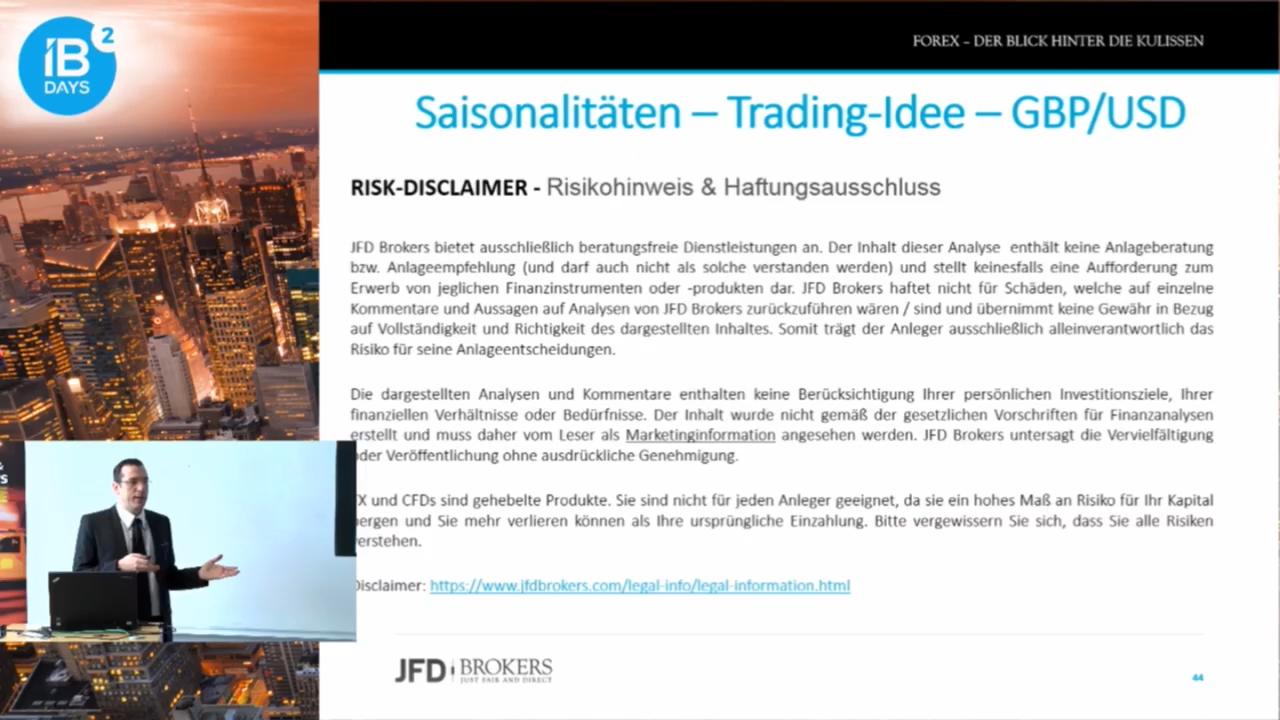 IB
2
DAYS
FOREX – DER BLICK HINTER DIE KULISSEN
Saisonalitäten – Trading-Idee – GBP/USD
RISK-DISCLAIMER - Risikohinweis & Haftungsausschluss
JFD Brokers bietet ausschließlich beratungsfreie Dienstleistungen an. Der Inhalt dieser Analyse enthält keine Anlageberatung
bzw. Anlageempfehlung (und darf auch nicht als solche verstanden werden) und stellt keinesfalls eine Aufforderung zum
Erwerb von jeglichen Finanzinstrumenten oder -produkten dar. JFD Brokers haftet nicht für Schäden, welche auf einzelne
Kommentare und Aussagen auf Analysen von JFD Brokers zurückzuführen wären / sind und übernimmt keine Gewähr in Bezug
auf Vollständigkeit und Richtigkeit des dargestellten Inhaltes. Somit trägt der Anleger ausschließlich alleinverantwortlich das
Risiko für seine Anlageentscheidungen.
Die dargestellten Analysen und Kommentare enthalten keine Berücksichtigung Ihrer persönlichen Investitionsziele, Ihrer
finanziellen Verhältnisse oder Bedürfnisse. Der Inhalt wurde nicht gemäß der gesetzlichen Vorschriften für Finanzanalysen
erstellt und muss daher vom Leser als Marketinginformation angesehen werden. JFD Brokers untersagt die Vervielfältigung
oder Veröffentlichung ohne ausdrückliche Genehmigung.
X und CFDs sind gehebelte Produkte. Sie sind nicht für jeden Anleger geeignet, da sie ein hohes Maß an Risiko für Ihr Kapital
bergen und Sie mehr verlieren können als Ihre ursprüngliche Einzahlung. Bitte vergewissern Sie sich, dass Sie alle Risiken
verstehen.
Disclaimer: https://www.jfdbrokers.com/legal-info/legal-information.html
JFD BROKERS
JUST FAIR AND DIRECT
44